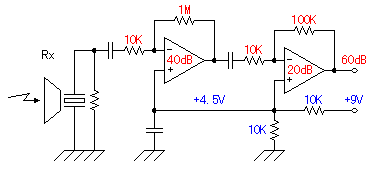 1M
100K
Rx
10K
-
40dB
+
10K
-
20dB
+
60dB
+4.5V
10K
+9V
10K